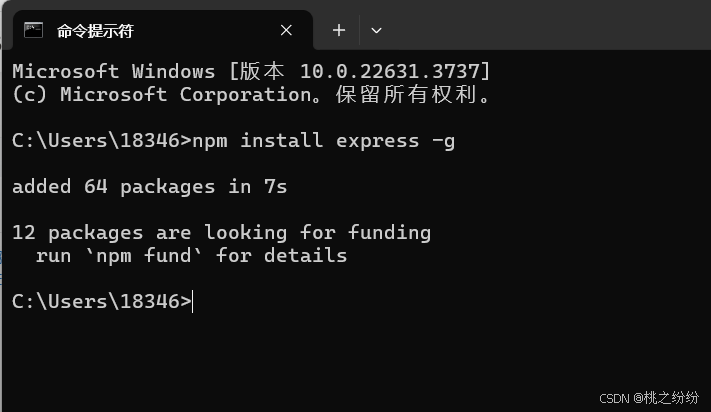 命令提示符
Microsoft Windows [版本 10.0.22631.3737]
(c) Microsoft Corporation。保留所有权利。
C:\Users\18346>npm install express -g
added 64 packages in 7s
12 packages are looking for funding
  run `npm fund` for details
C:\Users\18346>
CSDN @桃之纷纷